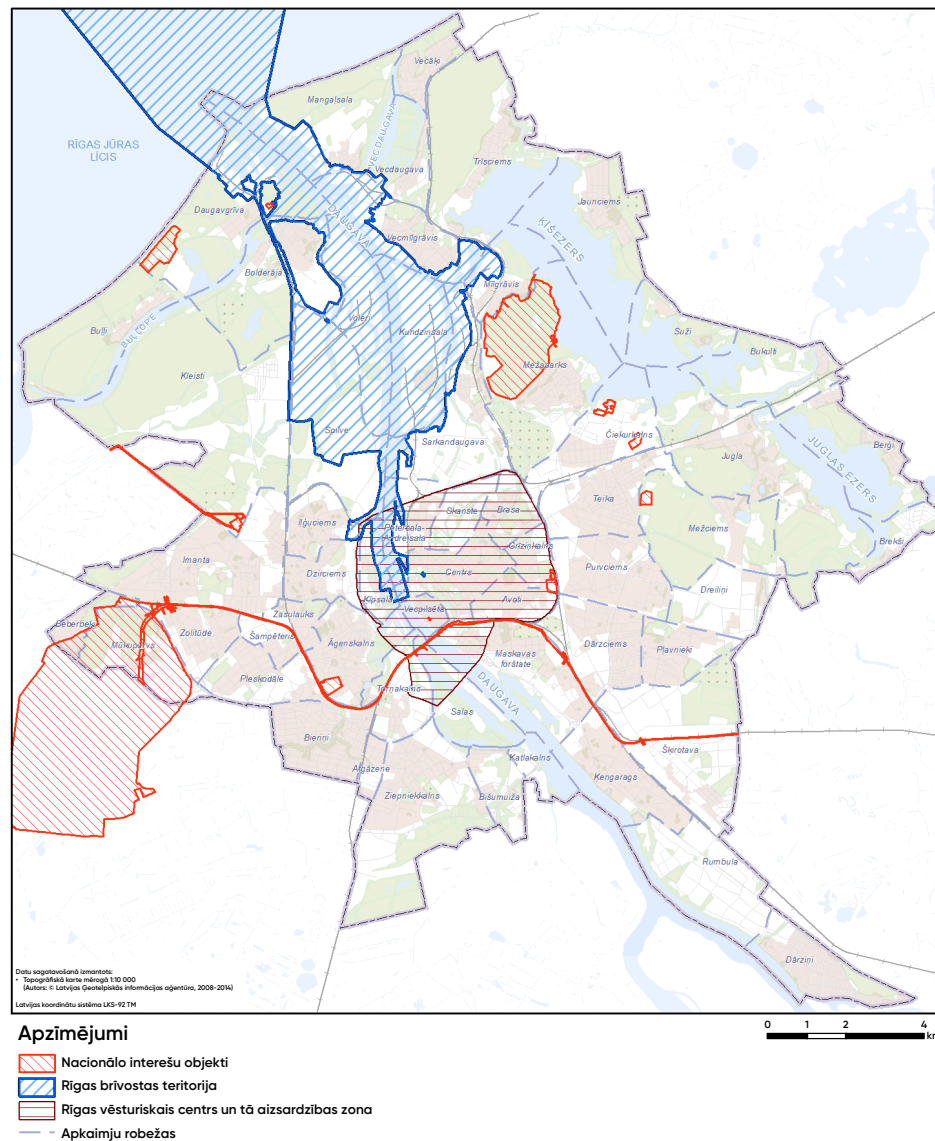 Vecāķi
Mangaļsala
RĪGAS JŪRAS
LĪCIS
VECDAUGAVA
Vecdaugava
Trīsciems
Jaunciems
Daugavgrīva
DAUGAVA
Vecmīlgrāvis
ĶĪŠEZERS
Bolderāja
Mīlgrāvis
Voleri
Kundziņsala
Suži
Bukulti
Buļļi
BUĻĻUPE
Kleisti
Mežaparks
Spilve
Sarkandaugava
Čiekurkalns
Jugla
JUGLAS EZERS
Berģi
Skanste
Brasa
Teika
Iļģuciems
Pētersala-
Andrejsala
Grīziņkalns
Mežciems
Brekši
Imanta
Dzirciems
Centrs
Purvciems
Dreiliņi
Ķīpsala
Vecpilsēta
Avoti
Beberbeķi
Mūkupurvs
Zolitūde
Zasulauks
Šampēteris
Āgenskalns
Maskavas
forštate
Dārzciems
Pļavnieki
Pleskodāle
Torņakalns
DAUGAVA
Salas
Bieriņi
Šķirotava
Katlakalns
Atgāzene
Ķengarags
Ziepniekkalns
Bišumuiža
Rumbula
Dārziņi
Datu sagatavošanā izmantots:
• Topogrāfiskā karte mērogā 1:10 000
(Autors: © Latvijas Ģeotelpiskās informācijas aģentūra, 2008-2014)
Latvijas koordinātu sistēma LKS-92 TM
Apzīmējumi
0 1 2 4
km
Nacionālo interešu objekti
Rīgas brīvostas teritorija
Rīgas vēsturiskais centrs un tā aizsardzības zona
Apkaimju robežas